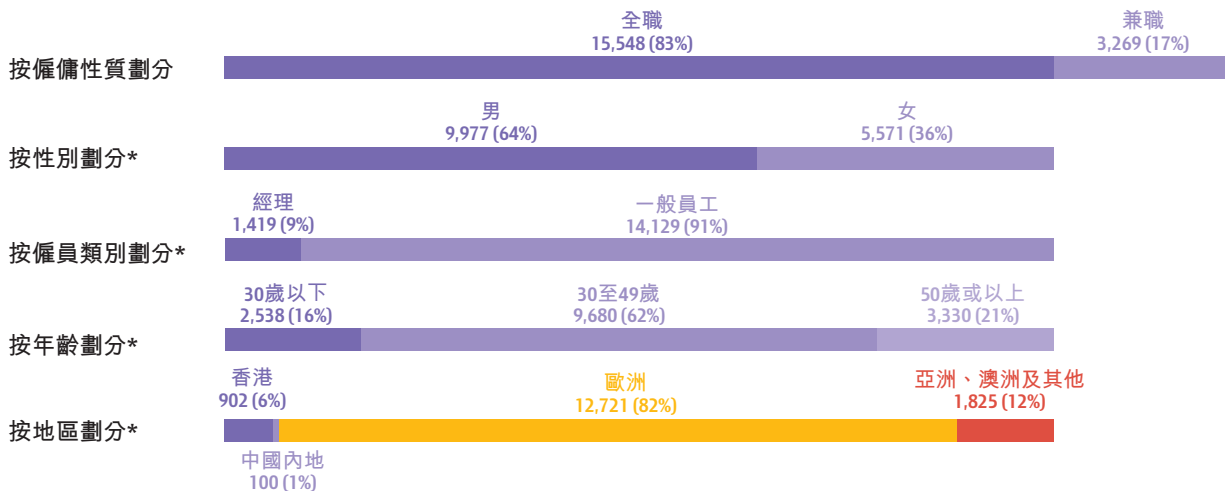 全職
15,548 (83%)
兼職
3,269 (17%)
按僱傭性質劃分
男
9,977 (64%)
女
5,571 (36%)
按性別劃分*
經理
1,419 (9%)
一般員工
14,129 (91%)
按僱員類別劃分*
30歲以下
2,538 (16%)
30至49歲
9,680 (62%)
50歲或以上
3,330 (21%)
按年齡劃分*
香港
902 (6%)
歐洲
12,721 (82%)
亞洲、澳洲及其他
1,825 (12%)
按地區劃分*
中國內地
100 (1%)